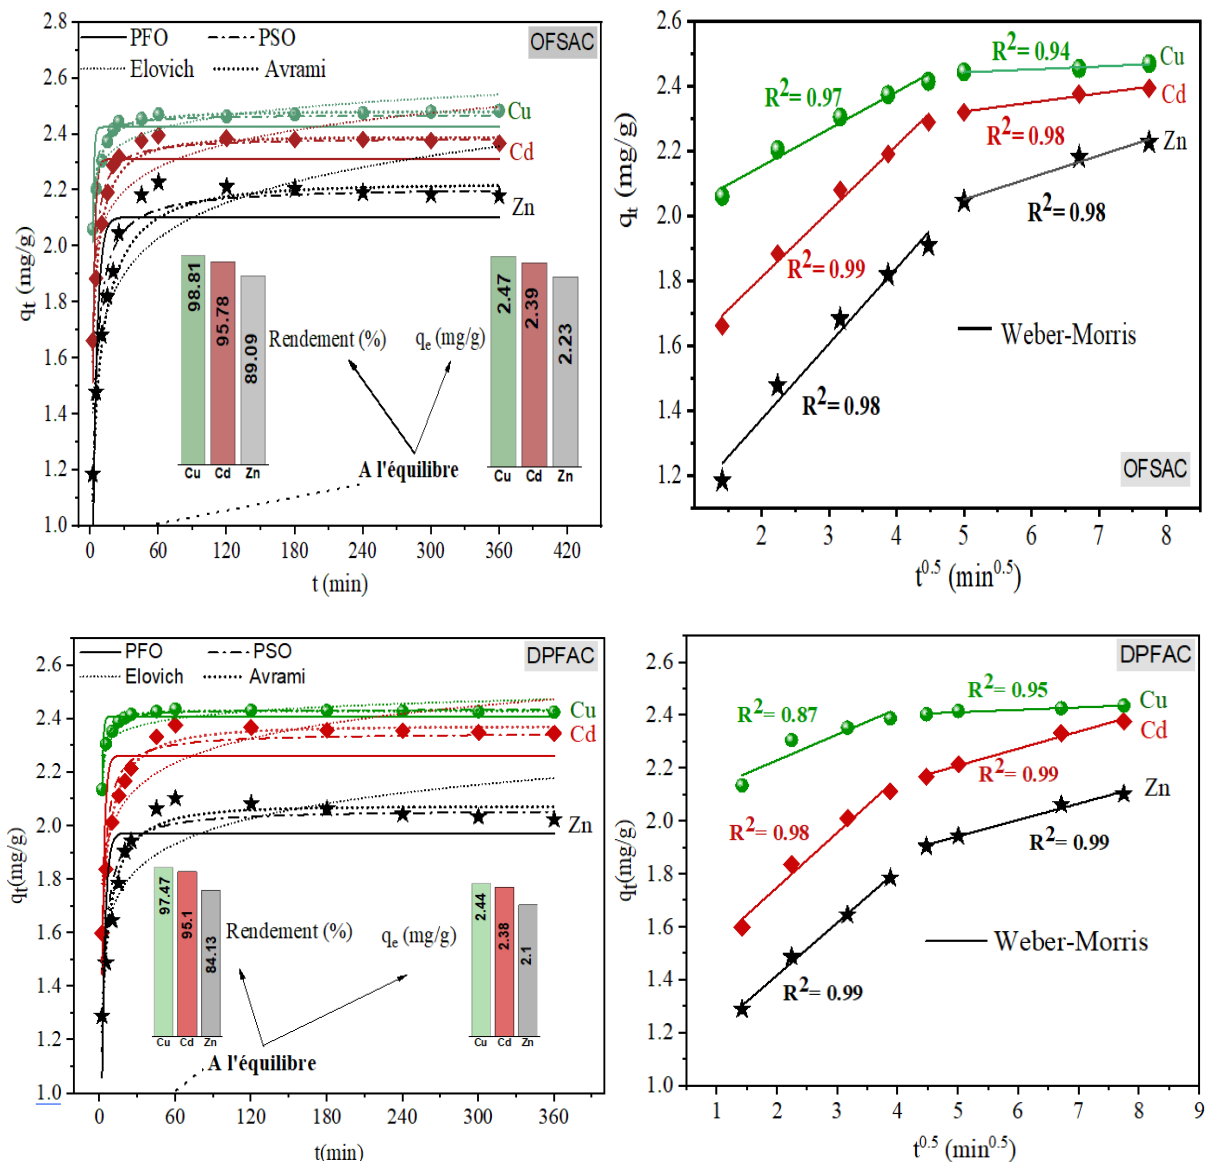 2.8
2.6
2.4
2.2
2.0
1.8
1.6
1.4
1.2
1.0
qt (mg/g)
PFO
PSO
Elovich
Avrami
OFSAC
Cu
Cd
Zn
98.81
95.78
89.09
Cu Cd Zn
Rendement (%)
qe (mg/g)
2.47
2.39
2.23
Cu Cd Zn
A l'équilibre
0 60 120 180 240 300 360 420
t (min)
2.6
2.4
2.2
2.0
1.8
1.6
1.4
1.2
qt (mg/g)
R2= 0.97
R2= 0.94
Cu
Cd
R2= 0.98
Zn
R2= 0.98
R2= 0.99
Weber-Morris
R2= 0.98
OFSAC
2 3 4 5 6 7 8
t0.5 (min0.5)
2.6
2.4
2.2
2.0
1.8
1.6
1.4
1.2
1.0
qt(mg/g)
PFO
PSO
Elovich
Avrami
DPFAC
Cu
Cd
Zn
97.47
95.1
84.13
Cu Cd Zn
Rendement (%)
qe (mg/g)
2.44
2.38
2.1
Cu Cd Zn
A l'équilibre
0 60 120 180 240 300 360
t(min)
2.6
2.4
2.2
2.0
1.8
1.6
1.4
1.2
1.0
qt(mg/g)
DPFAC
R2= 0.87
R2= 0.95
Cu
Cd
R2= 0.99
Zn
R2= 0.98
R2= 0.99
Weber-Morris
R2= 0.99
1 2 3 4 5 6 7 8 9
t0.5 (min0.5)